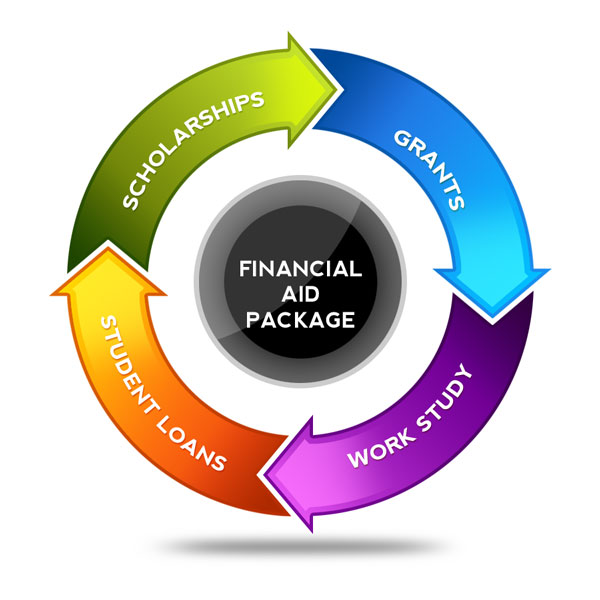 SCHOLARSHIPS
GRANTS
FINANCIAL
AID
PACKAGE
STUDENT LOANS
WORK STUDY